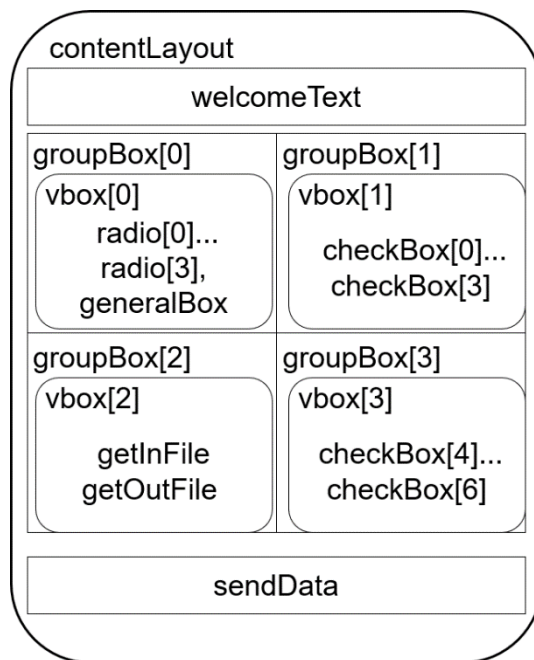 contentLayout
welcomeText
groupBox[0]
vbox[0]
radio[0]...
radio[3],
generalBox
groupBox[1]
vbox[1]
checkBox[0]...
checkBox[3]
groupBox[2]
vbox[2]
getInFile
getOutFile
groupBox[3]
vbox[3]
checkBox[4]...
checkBox[6]
sendData